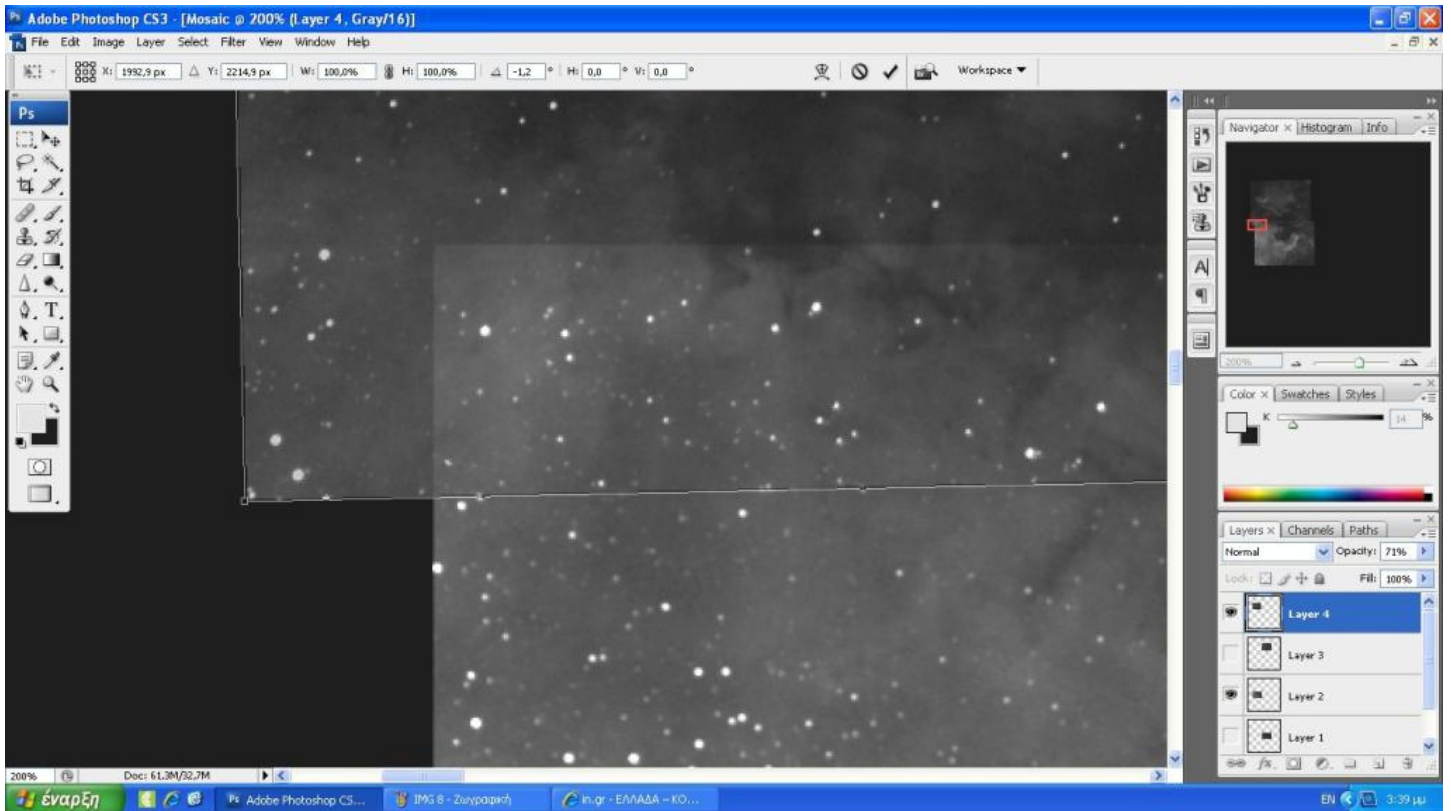 Adobe Photoshop CS3 - [Mosaic @ 200% (Layer 4, Gray/16)]
File Edit Image Layer Select Filter View Window Help
X: 1992,9 px Y: 2214,9 px W: 100,0% H: 100,0% -1,2 ° H: 0,0 ° V: 0,0 ° Workspace
Ps
Navigator × Histogram Info
200%
Color × Swatches Styles
K 14 %
Layers × Channels Paths
Normal Opacity: 71%
Lock: Fill: 100%
Layer 4
Layer 3
Layer 2
Layer 1
200% Doc: 61,3M/32,7M
έναρξη Ps Adobe Photoshop CS... IMG 8 - Ζωγραφική in.gr - ΕΛΛΑΔΑ – ΚΟ... EN 3:39 μμ